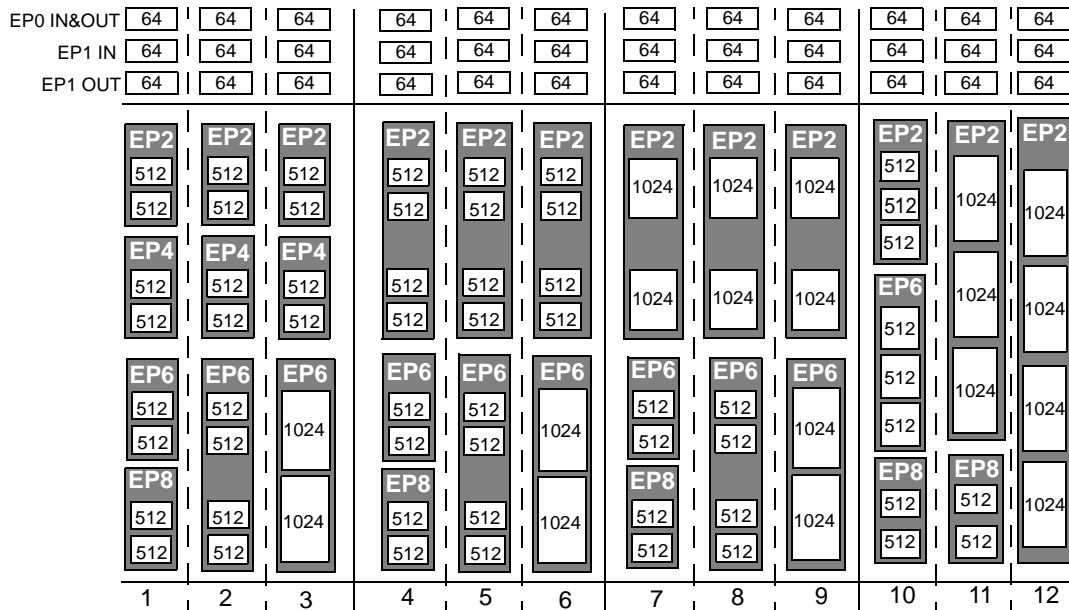 EP0 IN&OUT 64 64 64 64 64 64 64 64 64 64 64 64
EP1 IN 64 64 64 64 64 64 64 64 64 64 64 64
EP1 OUT 64 64 64 64 64 64 64 64 64 64 64 64
EP2 EP2 EP2 EP2 EP2 EP2 EP2 EP2 EP2 EP2 EP2 EP2
512 512 512 512 512 512 1024 1024 1024 512 1024 1024
512 512 512 512 512 512 512
512
EP4 EP4 EP4
512 512 512 512 512 512 1024 1024 1024 EP6 1024 1024
512 512 512 512 512 512 512
EP6 EP6 EP6 EP6 EP6 EP6 EP6 EP6 EP6 512
512 512 1024 512 512 1024 512 512 1024 512 1024 1024
512 512 512 512 512 512
EP8 EP8 EP8 EP8 EP8
512 512 1024 512 512 1024 512 512 1024 512 512 1024
512 512 512 512 512 512 512 512
1 2 3 4 5 6 7 8 9 10 11 12